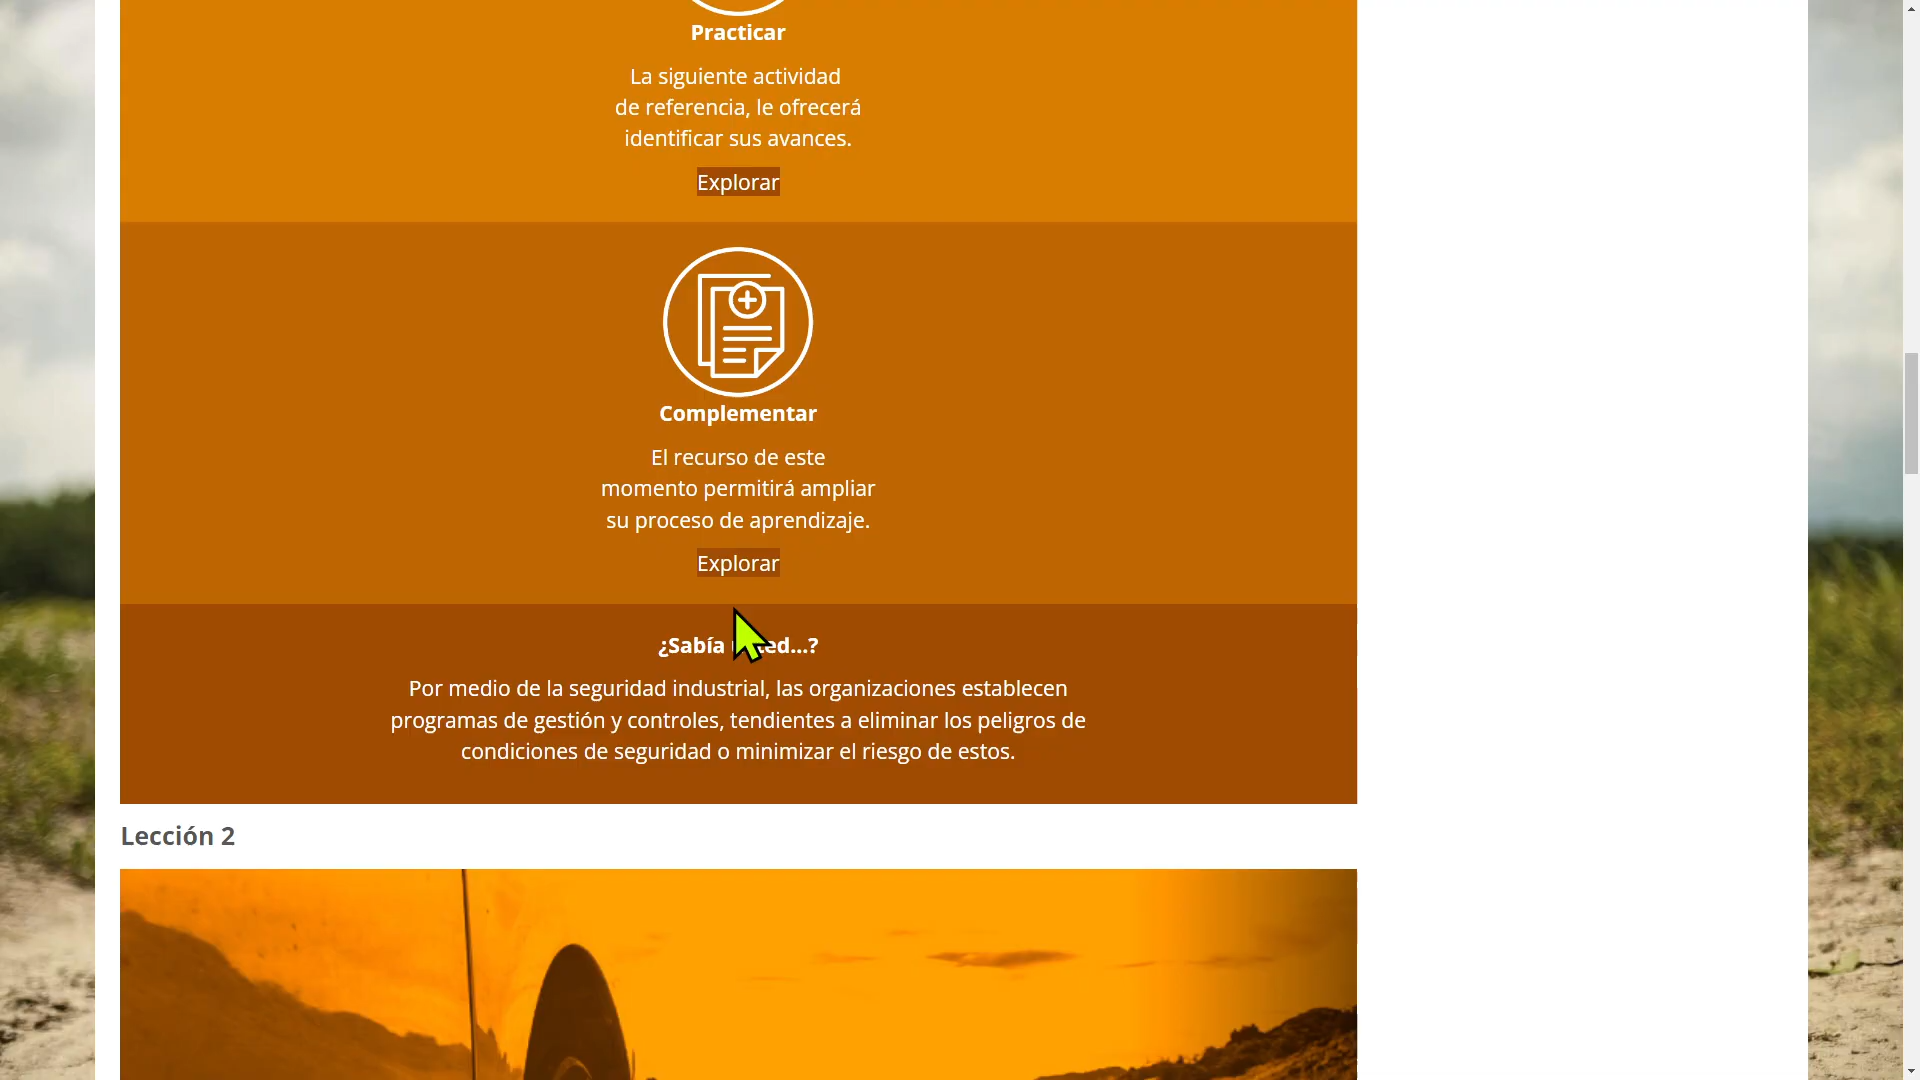 Practicar
La siguiente actividad
de referencia, le ofrecerá
identificar sus avances.
Explorar
Complementar
El recurso de este
momento permitirá ampliar
su proceso de aprendizaje.
Explorar
¿Sabía ...?
Por medio de la seguridad industrial, las organizaciones establecen
programas de gestión y controles, tendientes a eliminar los peligros de
condiciones de seguridad o minimizar el riesgo de estos.
Lección 2